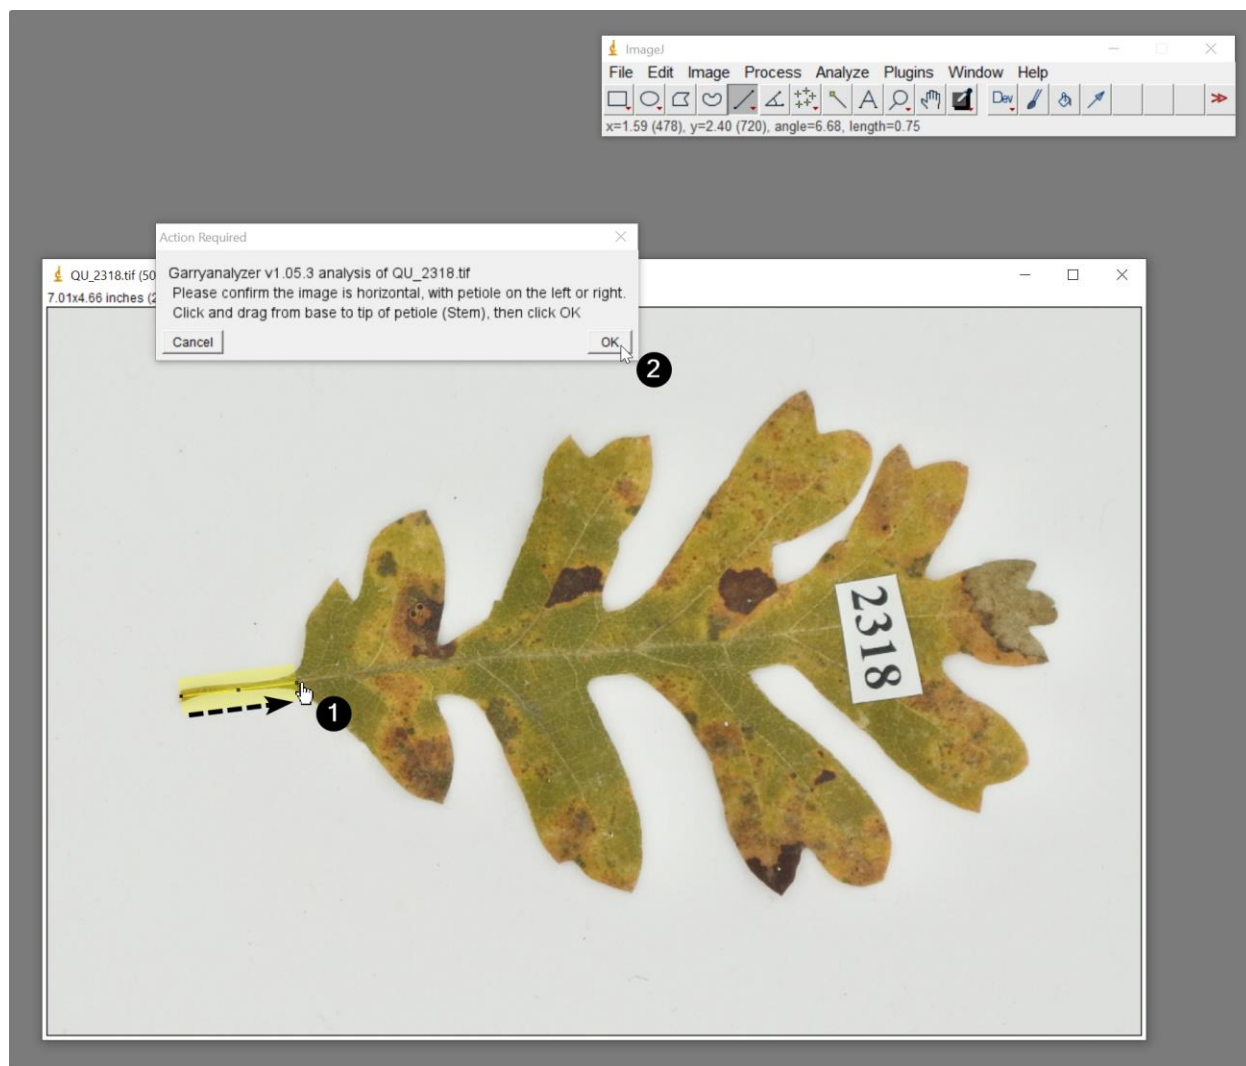 ImageJ
File Edit Image Process Analyze Plugins Window Help
A Dev
x=1.59 (478), y=2.40 (720), angle=6.68, length=0.75
Action Required
QU_2318.tif (50
7.01x4.66 inches (2
Garryanalyzer v1.05.3 analysis of QU_2318.tif
Please confirm the image is horizontal, with petiole on the left or right.
Click and drag from base to tip of petiole (Stem), then click OK
Cancel OK
2
2318
1